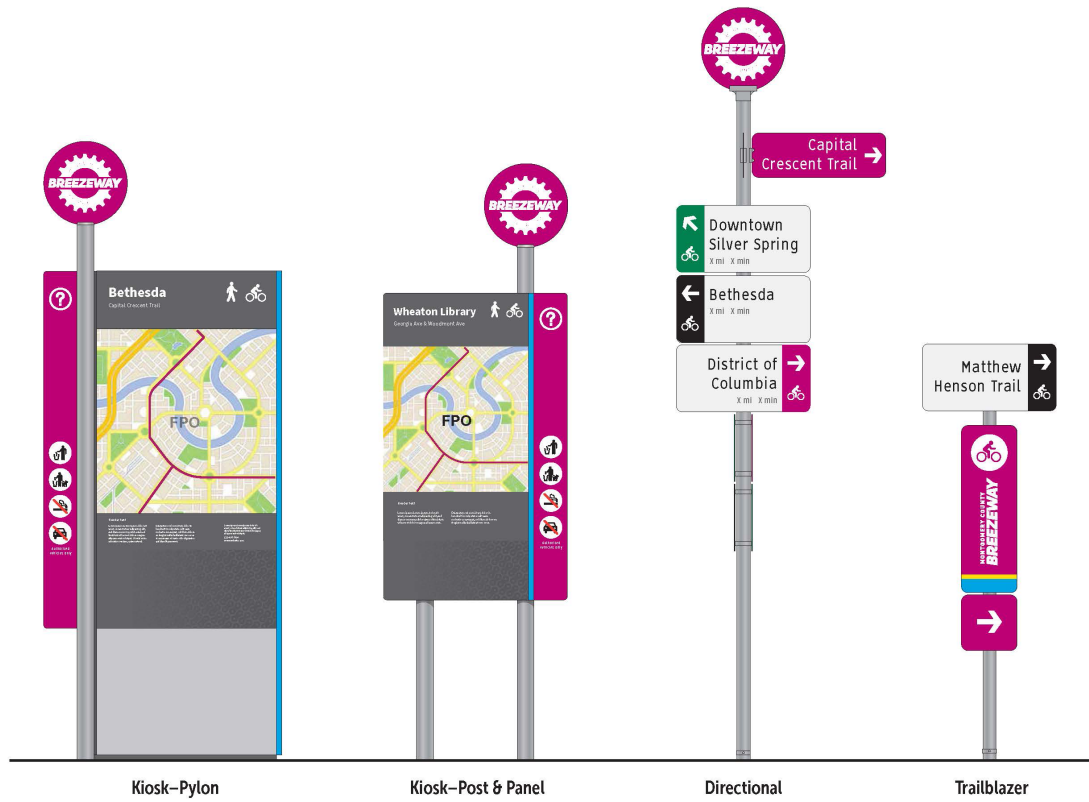 BREEZEWAY
?
Bethesda
Capital Crescent Trail
FPO
BREEZEWAY
Wheaton Library
Georgia Ave & Woodmont Ave
?
FPO
BREEZEWAY
Capital
Crescent Trail
Downtown
Silver Spring
X mi X min
Bethesda
X mi X min
District of
Columbia
X mi X min
Matthew
Henson Trail
MONTGOMERY COUNTY
BREEZEWAY
Kiosk–Pylon
Kiosk–Post & Panel
Directional
Trailblazer